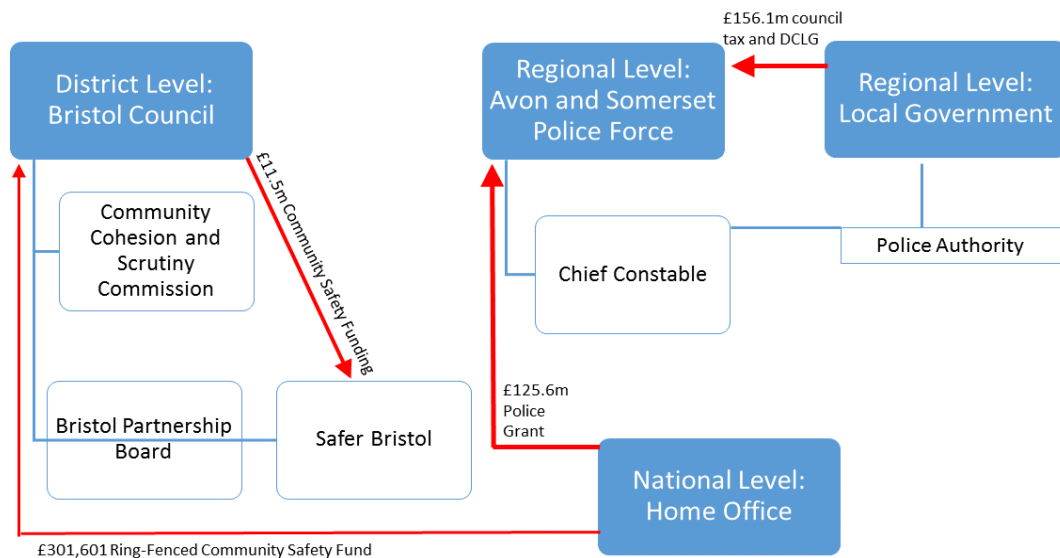 £156.1m council
tax and DCLG
District Level:
Bristol Council
Regional Level:
Avon and Somerset
Police Force
Regional Level:
Local Government
£11.5m Community Safety Funding
Community
Cohesion and
Scrutiny
Commission
Chief Constable
Police Authority
Bristol Partnership
Board
Safer Bristol
£125.6m
Police
Grant
National Level:
Home Office
£301,601 Ring-Fenced Community Safety Fund